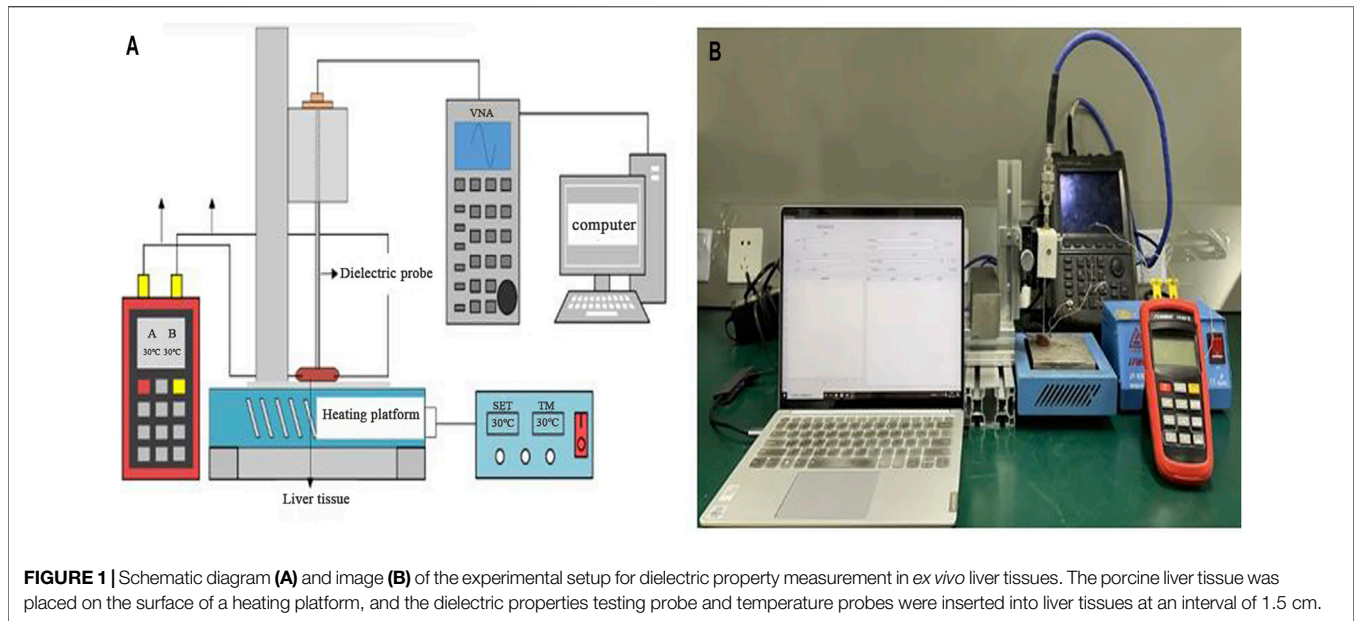 A
B
VNA
computer
Dielectric probe
A B
30℃ 30℃
Heating platform
SET TM
30℃ 30℃
Liver tissue
FIGURE 1 | Schematic diagram (A) and image (B) of the experimental setup for dielectric property measurement in ex vivo liver tissues. The porcine liver tissue was
placed on the surface of a heating platform, and the dielectric properties testing probe and temperature probes were inserted into liver tissues at an interval of 1.5 cm.